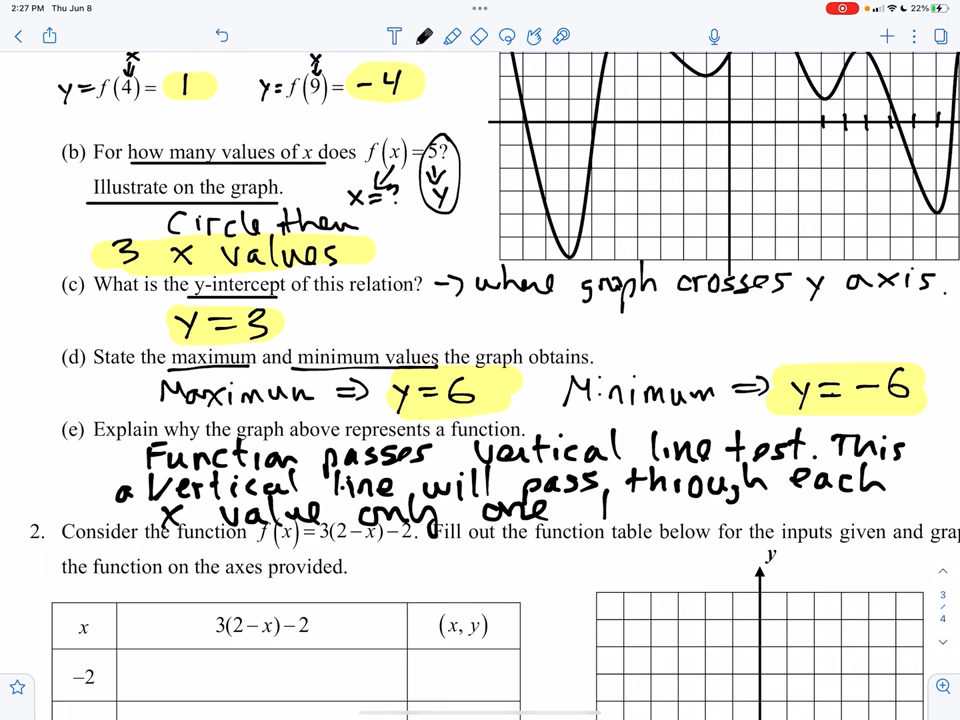 2:27 PM Thu Jun 8
22%
x x
y = f(4) = 1 y = f(9) = -4
(b) For how many values of x does f(x) = 5?
Illustrate on the graph. x = ? y
Circle then
3 x values
(c) What is the y-intercept of this relation? → where graph crosses y axis.
y = 3
(d) State the maximum and minimum values the graph obtains.
Maximun ⇒ y = 6 Minimum ⇒ y = -6
(e) Explain why the graph above represents a function.
Function passes vertical line test. This
a vertical line will pass through each
x value only one
2. Consider the function f(x) = 3(2 − x) − 2. Fill out the function table below for the inputs given and gra
the function on the axes provided.
y
x 3(2 − x) − 2 (x, y)
−2
3
/
4